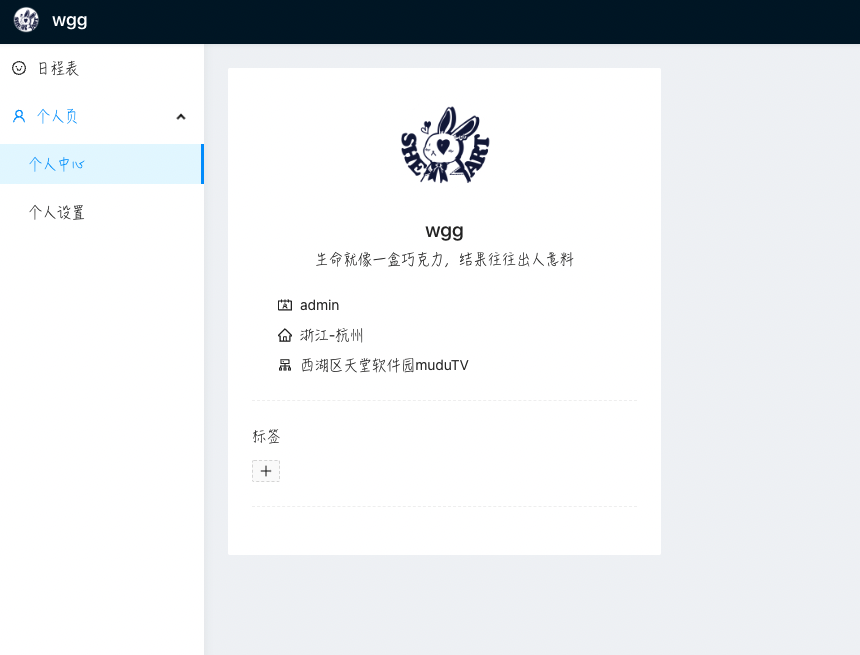 wgg
日程表
个人页
个人中心
个人设置
SHE ART
wgg
生命就像一盒巧克力，结果往往出人意料
admin
浙江-杭州
西湖区天堂软件园muduTV
标签